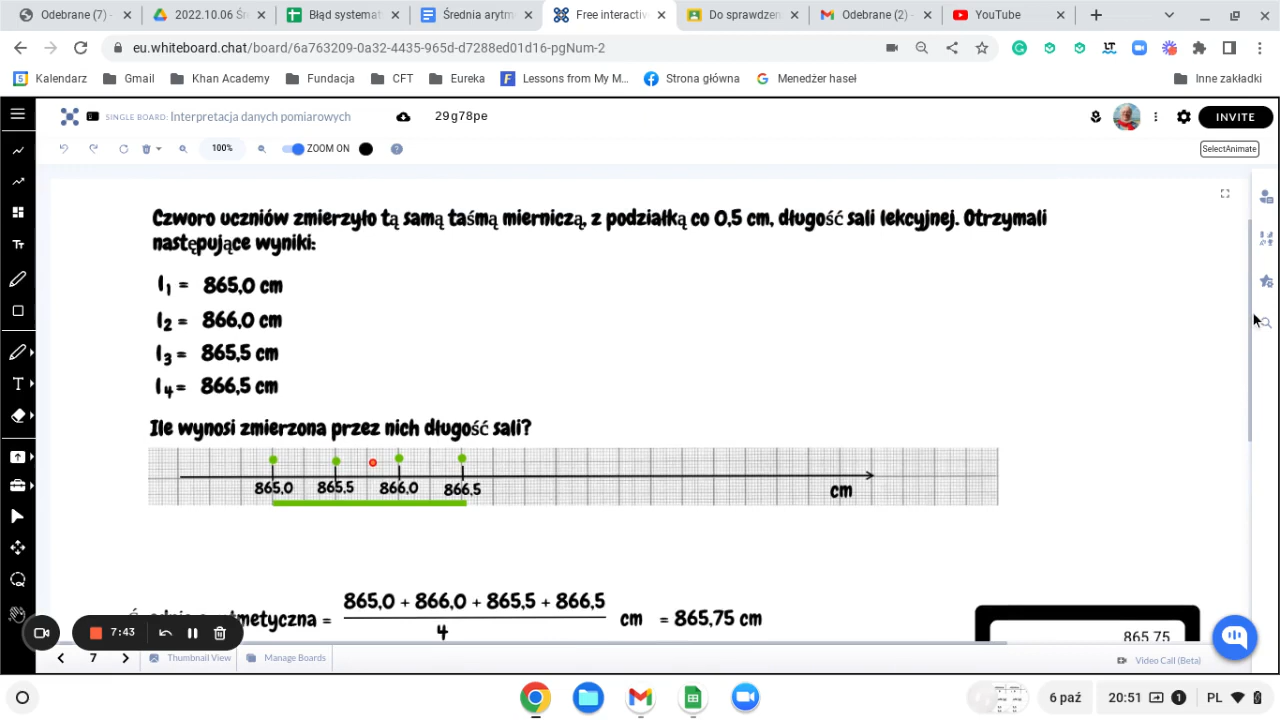 Odebrane (7) -
2022.10.06 Śr
Błąd systemat
Średnia arytm
Free interactiv
Do sprawdzen
Odebrane (2) -
YouTube
eu.whiteboard.chat/board/6a763209-0a32-4435-965d-d7288ed01d16-pgNum-2
Kalendarz
Gmail
Khan Academy
Fundacja
CFT
Eureka
Lessons from My M...
Strona główna
Menedżer haseł
Inne zakładki
SINGLE BOARD: Interpretacja danych pomiarowych
29g78pe
INVITE
100%
ZOOM ON
SelectAnimate
Czworo uczniów zmierzyło tą samą taśmą mierniczą, z podziałką co 0,5 cm, długość sali lekcyjnej. Otrzymali
następujące wyniki:
l1 = 865,0 cm
l2 = 866,0 cm
l3 = 865,5 cm
l4 = 866,5 cm
Ile wynosi zmierzona przez nich długość sali?
865,0 865,5 866,0 866,5 cm
865,0 + 866,0 + 865,5 + 866,5
= cm = 865,75 cm
4
865 75
7:43
7
Thumbnail View
Manage Boards
Video Call (Beta)
6 paź
20:51
1
PL